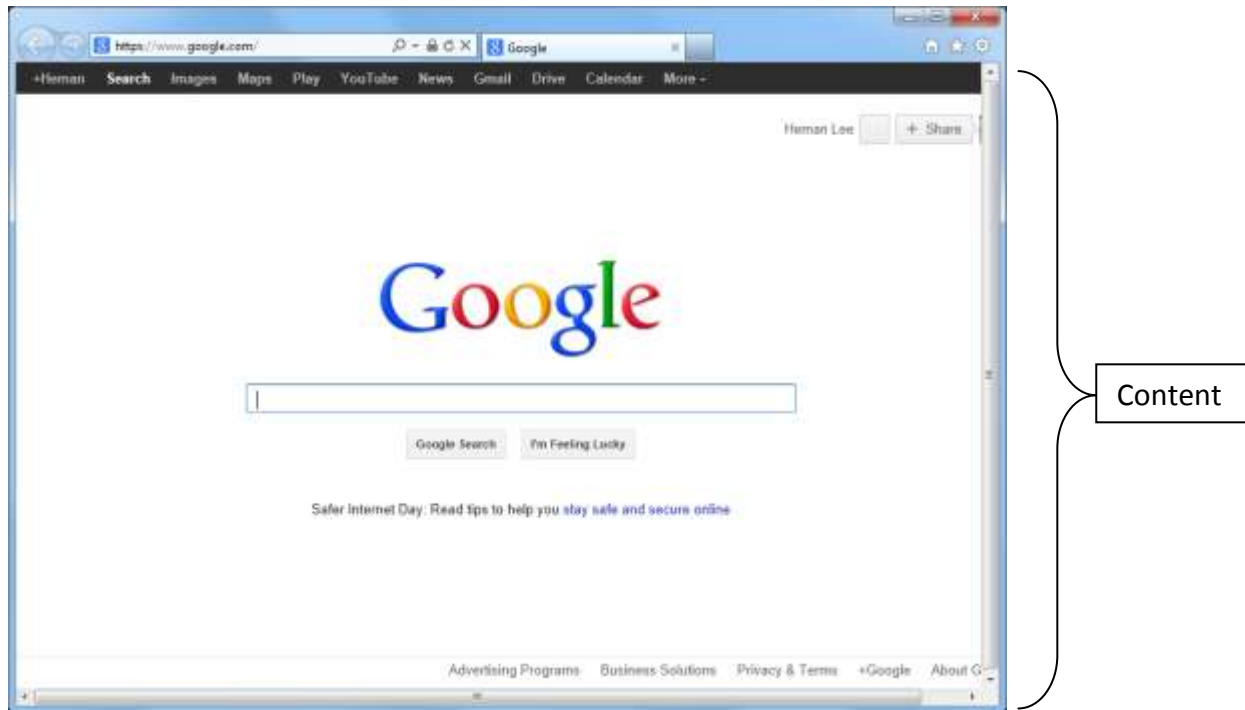 https://www.google.com/ Google
+Heman Search Images Maps Play YouTube News Gmail Drive Calendar More
Heman Lee + Share
Google
Content
Google Search I'm Feeling Lucky
Safer Internet Day: Read tips to help you stay safe and secure online
Advertising Programs Business Solutions Privacy & Terms +Google About G